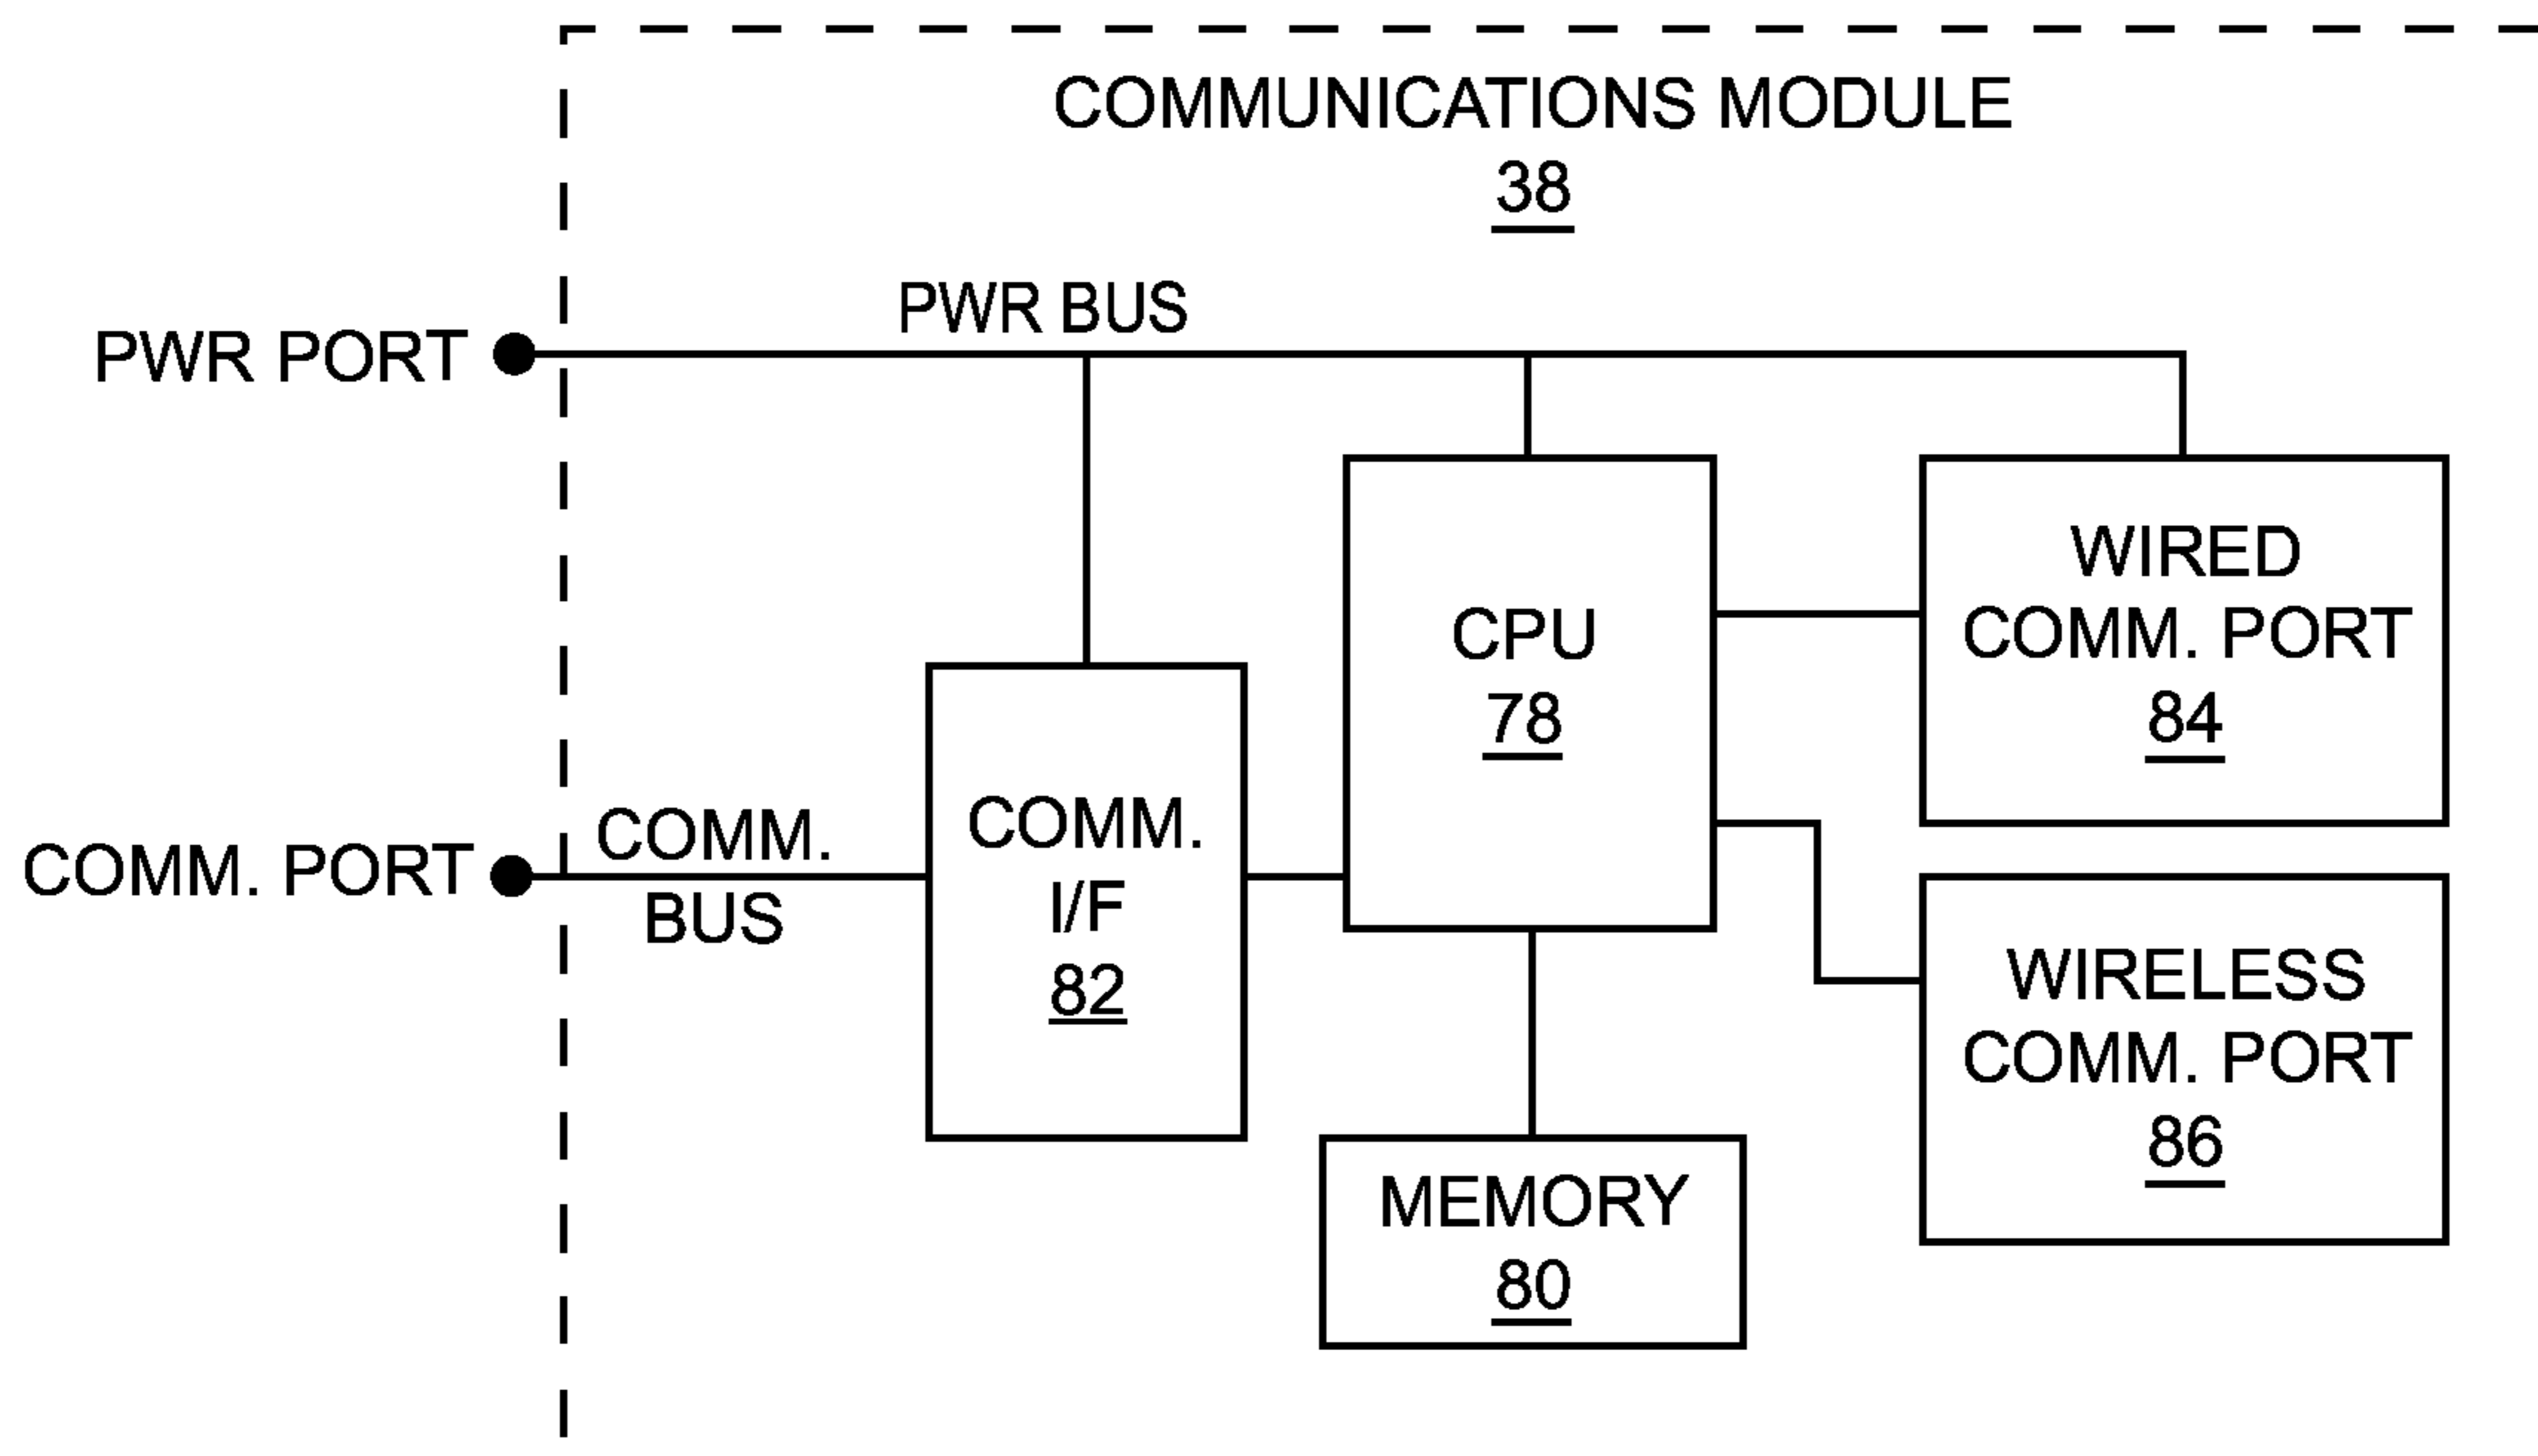 COMMUNICATIONS MODULE
38
PWR BUS
PWR PORT
WIRED
COMM. PORT
84
CPU
78
COMM. PORT
COMM.
BUS
COMM.
I/F
82
WIRELESS
COMM. PORT
86
MEMORY
80